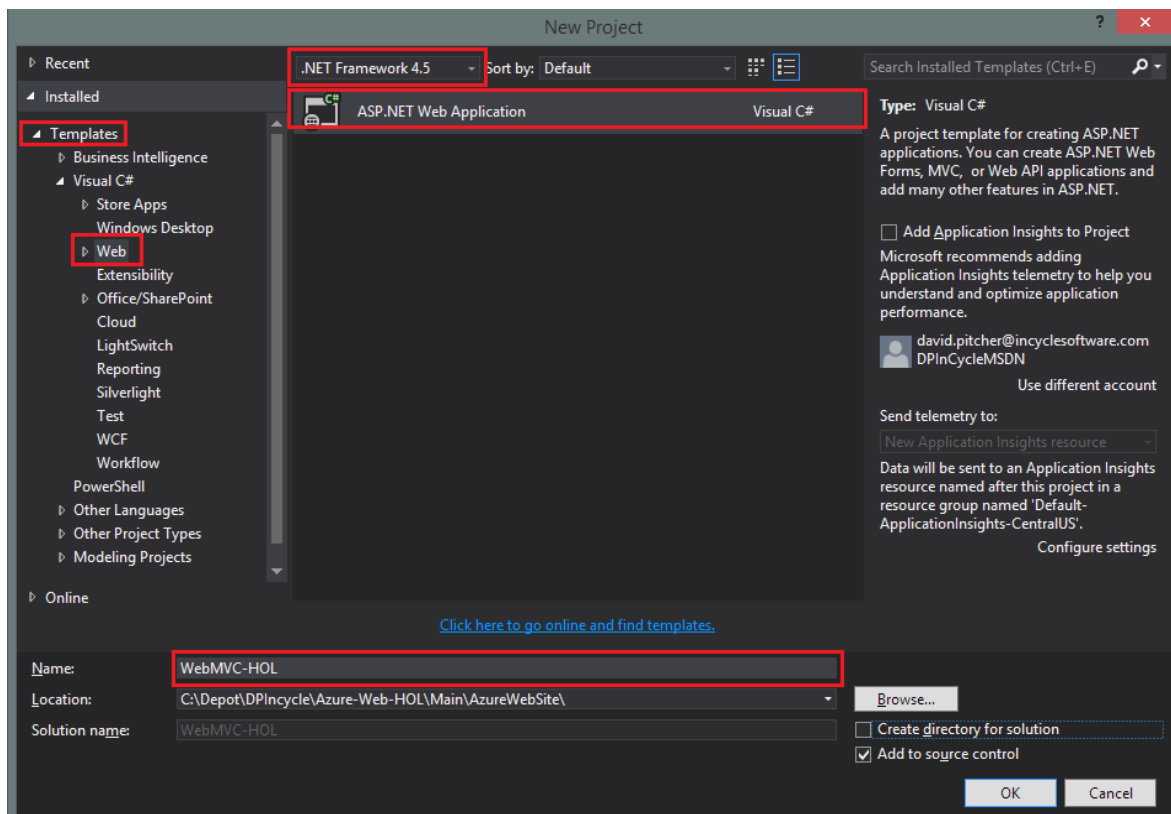 New Project
?
Recent
Installed
Templates
Business Intelligence
Visual C#
Store Apps
Windows Desktop
Web
Extensibility
Office/SharePoint
Cloud
LightSwitch
Reporting
Silverlight
Test
WCF
Workflow
PowerShell
Other Languages
Other Project Types
Modeling Projects
Online
.NET Framework 4.5
Sort by: Default
C#
ASP.NET Web Application Visual C#
Click here to go online and find templates.
Search Installed Templates (Ctrl+E)
Type: Visual C#
A project template for creating ASP.NET
applications. You can create ASP.NET Web
Forms, MVC, or Web API applications and
add many other features in ASP.NET.
Add Application Insights to Project
Microsoft recommends adding
Application Insights telemetry to help you
understand and optimize application
performance.
david.pitcher@incyclesoftware.com
DPInCycleMSDN
Use different account
Send telemetry to:
New Application Insights resource
Data will be sent to an Application Insights
resource named after this project in a
resource group named 'Default-
ApplicationInsights-CentralUS'.
Configure settings
Name: WebMVC-HOL
Location: C:\Depot\DPIncycle\Azure-Web-HOL\Main\AzureWebSite\
Browse...
Solution name: WebMVC-HOL
Create directory for solution
Add to source control
OK
Cancel